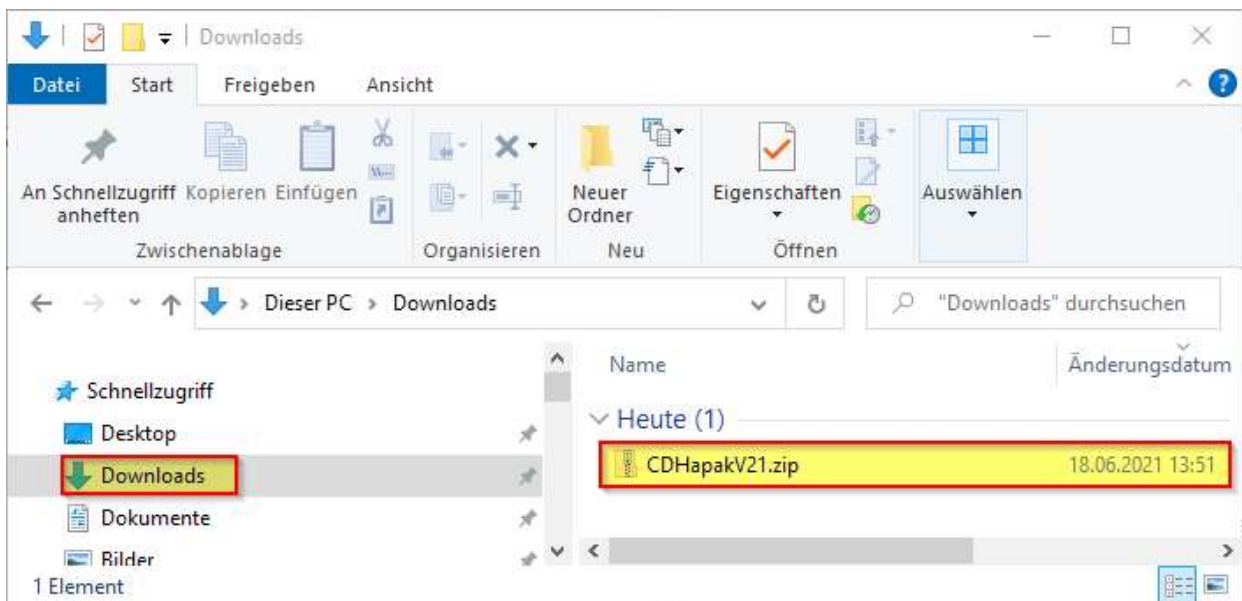 Downloads
Datei Start Freigeben Ansicht
An Schnellzugriff anheften
Kopieren Einfügen
Neuer Ordner
Eigenschaften
Auswählen
Zwischenablage Organisieren Neu Öffnen
Dieser PC > Downloads
"Downloads" durchsuchen
Name Änderungsdatum
Schnellzugriff
Desktop
Downloads
Dokumente
Bilder
Heute (1)
CDHapakV21.zip 18.06.2021 13:51
1 Element